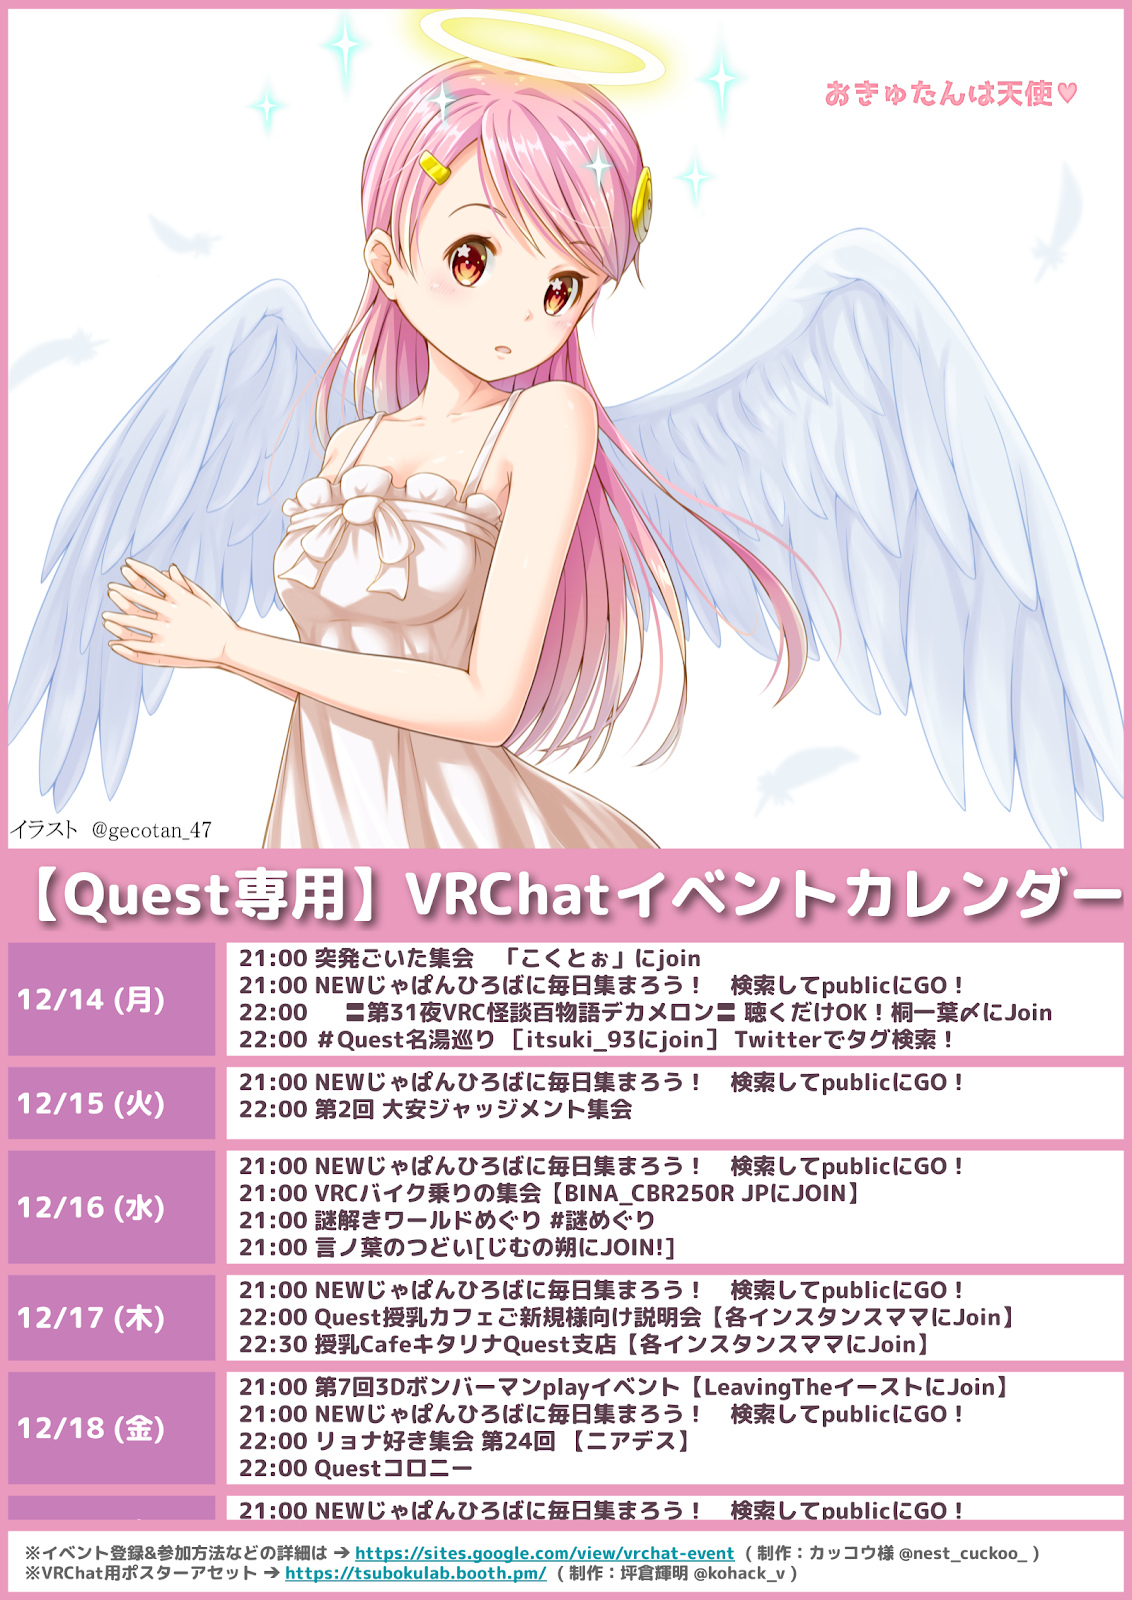 おきゅたんは天使♥
イラスト @gecotan_47
【Quest専用】VRChatイベントカレンダー
12/14 (月)
21:00 突発ごいた集会　「こくとぉ」にjoin
21:00 NEWじゃぱんひろばに毎日集まろう！　検索してpublicにGO！
22:00 　〓第31夜VRC怪談百物語デカメロン〓 聴くだけOK！桐一葉〆にJoin
22:00 ＃Quest名湯巡り ［itsuki_93にjoin］ Twitterでタグ検索！
12/15 (火)
21:00 NEWじゃぱんひろばに毎日集まろう！　検索してpublicにGO！
22:00 第2回 大安ジャッジメント集会
12/16 (水)
21:00 NEWじゃぱんひろばに毎日集まろう！　検索してpublicにGO！
21:00 VRCバイク乗りの集会【BINA_CBR250R JPにJOIN】
21:00 謎解きワールドめぐり #謎めぐり
21:00 言ノ葉のつどい[じむの朔にJOIN!]
12/17 (木)
21:00 NEWじゃぱんひろばに毎日集まろう！　検索してpublicにGO！
22:00 Quest授乳カフェご新規様向け説明会【各インスタンスママにJoin】
22:30 授乳CafeキタリナQuest支店【各インスタンスママにJoin】
12/18 (金)
21:00 第7回3Dボンバーマンplayイベント【LeavingTheイーストにJoin】
21:00 NEWじゃぱんひろばに毎日集まろう！　検索してpublicにGO！
22:00 リョナ好き集会 第24回 【ニアデス】
22:00 Questコロニー
21:00 NEWじゃぱんひろばに毎日集まろう！　検索してpublicにGO！
※イベント登録&参加方法などの詳細は ➔ https://sites.google.com/view/vrchat-event ( 制作：カッコウ様 @nest_cuckoo_ )
※VRChat用ポスターアセット ➔ https://tsubokulab.booth.pm/ ( 制作：坪倉輝明 @kohack_v )